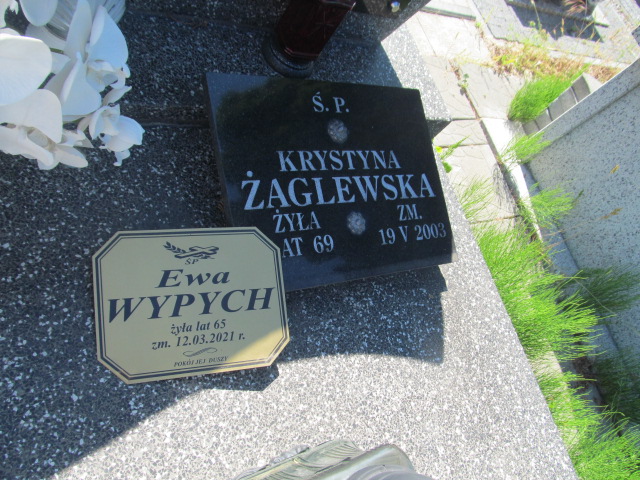 Ś. P.
KRYSTYNA
ŻAGLEWSKA
ŻYŁA ZM.
AT 69 19 V 2003
ŚP
Ewa
WYPYCH
żyła lat 65
zm. 12.03.2021 r.
POKÓJ JEJ DUSZY